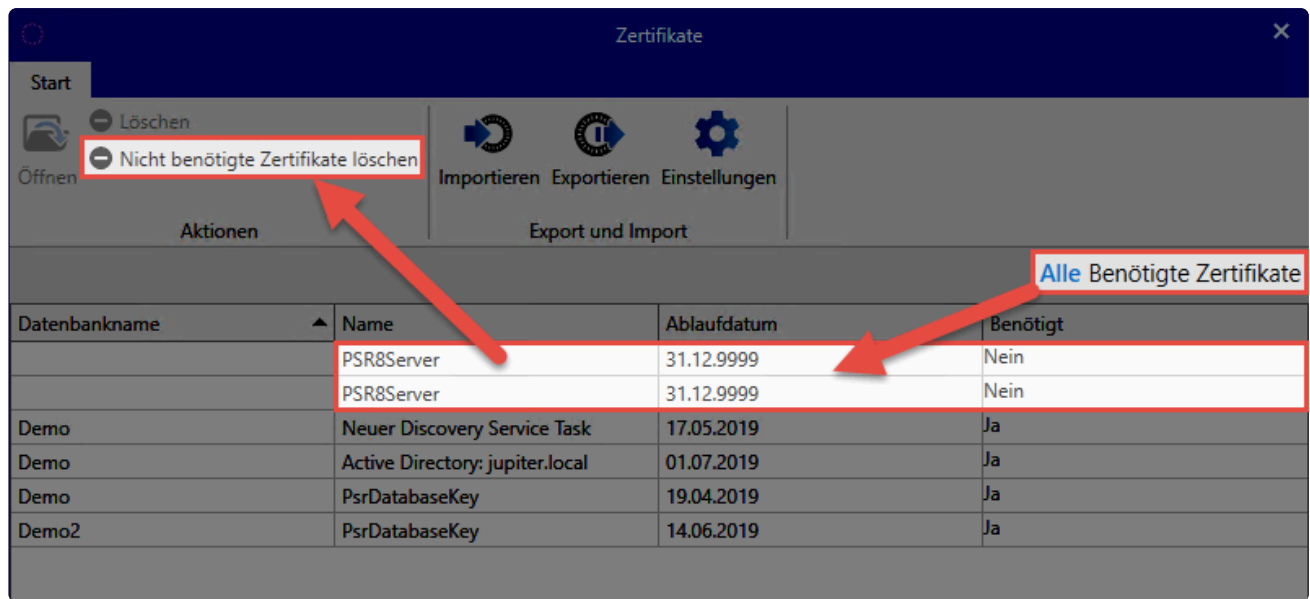 Zertifikate
Start
Löschen
Nicht benötigte Zertifikate löschen
Öffnen
Importieren Exportieren Einstellungen
Aktionen Export und Import
Alle Benötigte Zertifikate
Datenbankname Name Ablaufdatum Benötigt
PSR8Server 31.12.9999 Nein
PSR8Server 31.12.9999 Nein
Demo Neuer Discovery Service Task 17.05.2019 Ja
Demo Active Directory: jupiter.local 01.07.2019 Ja
Demo PsrDatabaseKey 19.04.2019 Ja
Demo2 PsrDatabaseKey 14.06.2019 Ja